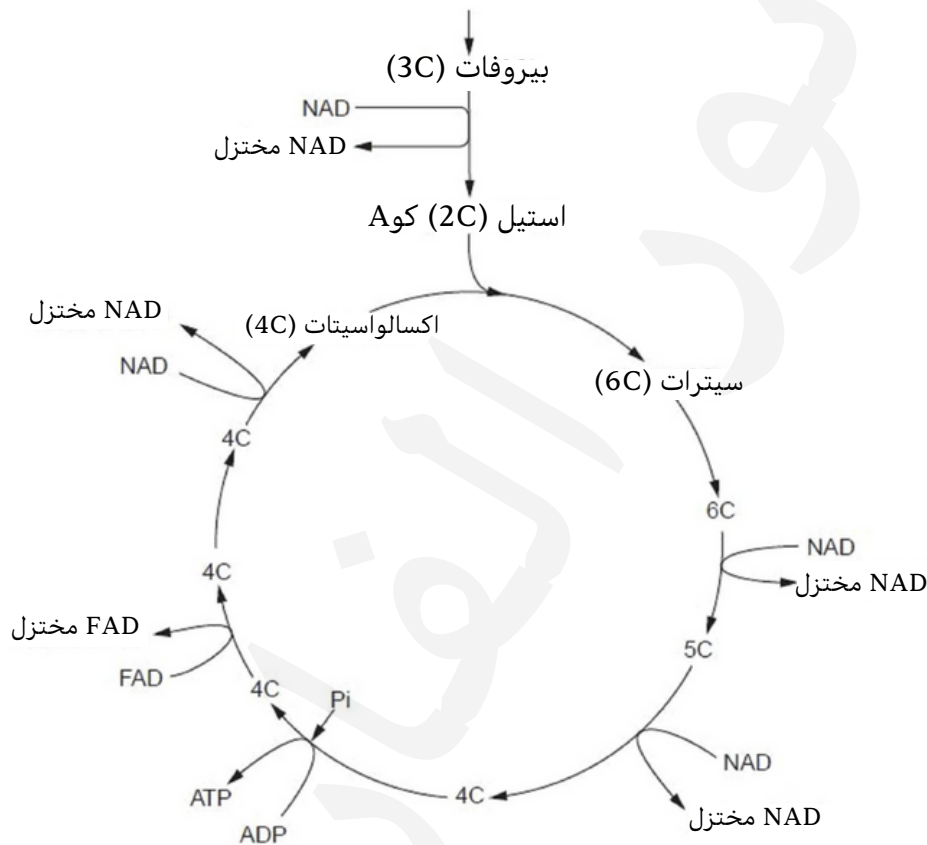 بيروفات (3C)
NAD
NAD مختزل
استيل (2C) كوA
NAD مختزل
NAD
اكسالواسيتات (4C)
سيترات (6C)
4C
6C
NAD
NAD مختزل
4C
FAD مختزل
FAD
5C
4C
Pi
NAD
NAD مختزل
4C
ATP
ADP